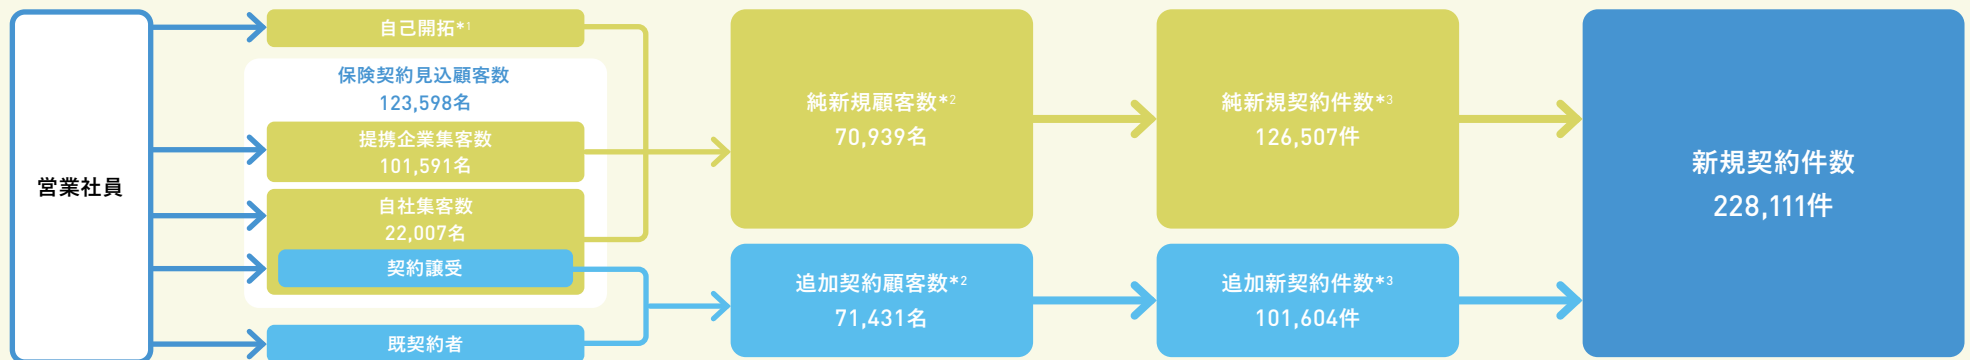 営業社員
自己開拓*1
保険契約見込顧客数
123,598名
提携企業集客数
101,591名
自社集客数
22,007名
契約譲受
既契約者
純新規顧客数*2
70,939名
追加契約顧客数*2
71,431名
純新規契約件数*3
126,507件
追加新契約件数*3
101,604件
新規契約件数
228,111件